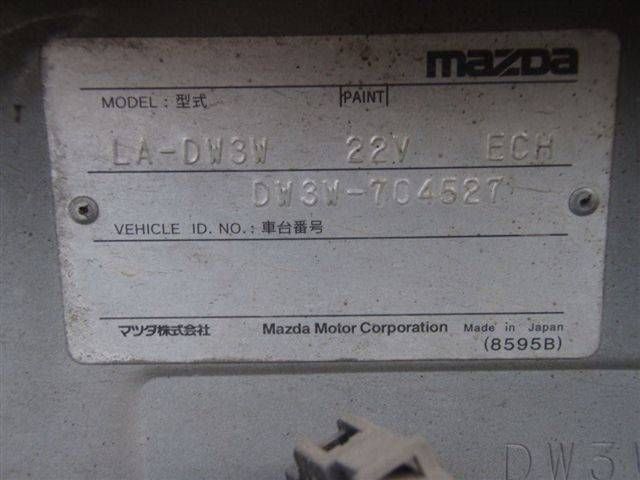 mazda
MODEL : 型式 PAINT
LA-DW3W 22V ECH
DW3W-704527
VEHICLE ID. NO.: 車台番号
マツダ株式会社 Mazda Motor Corporation Made in Japan
(8595B)
DW3W